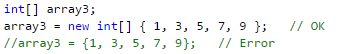 int[] array3;
array3 = new int[] { 1, 3, 5, 7, 9 };   // OK
//array3 = {1, 3, 5, 7, 9};   // Error